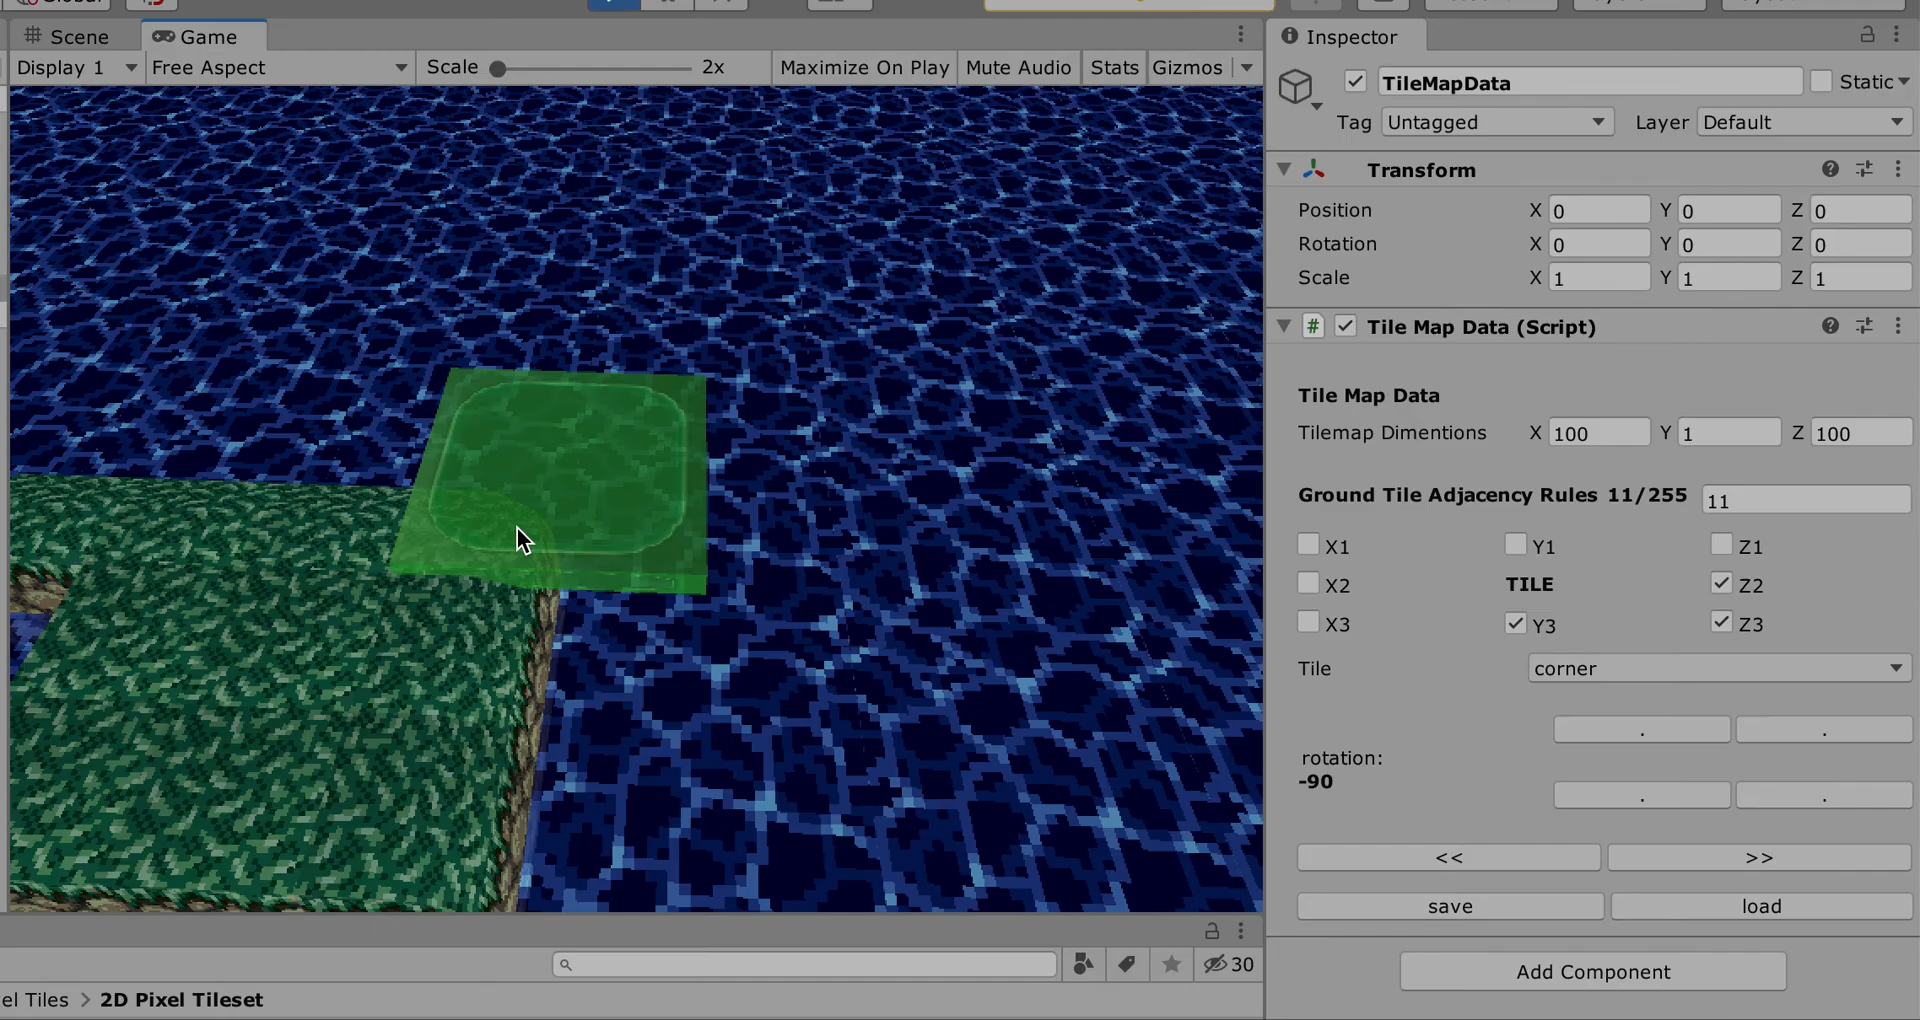 Global
Scene
Game
Display 1
Free Aspect
Scale
2x
Maximize On Play
Mute Audio
Stats
Gizmos
30
el Tiles > 2D Pixel Tileset
Inspector
TileMapData
Static
Tag
Untagged
Layer
Default
Transform
Position X 0 Y 0 Z 0
Rotation X 0 Y 0 Z 0
Scale X 1 Y 1 Z 1
# Tile Map Data (Script)
Tile Map Data
Tilemap Dimentions X 100 Y 1 Z 100
Ground Tile Adjacency Rules 11/255 11
X1 Y1 Z1
X2 TILE Z2
X3 Y3 Z3
Tile corner
. .
rotation:
-90
. .
<< >>
save load
Add Component